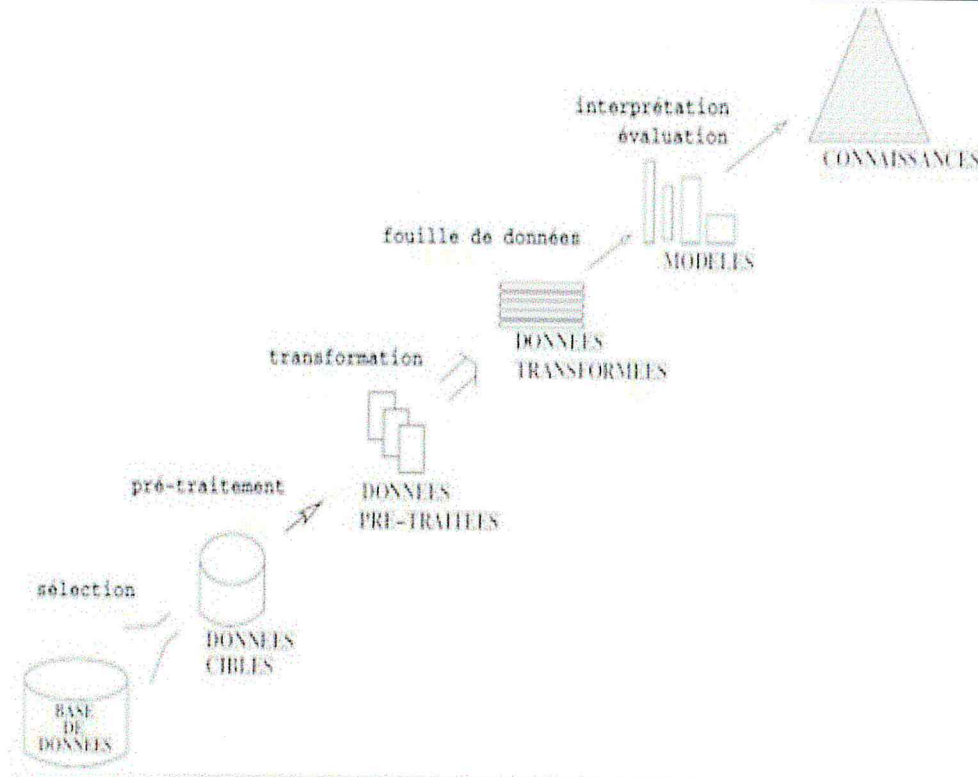 interprétation
évaluation
CONNAISSANCES
fouille de données
MODELES
transformation
DONNEES
TRANSFORMEES
pré-traitement
DONNEES
PRE-TRAITEES
sélection
DONNEES
CIBLES
BASE
DE
DONNEES